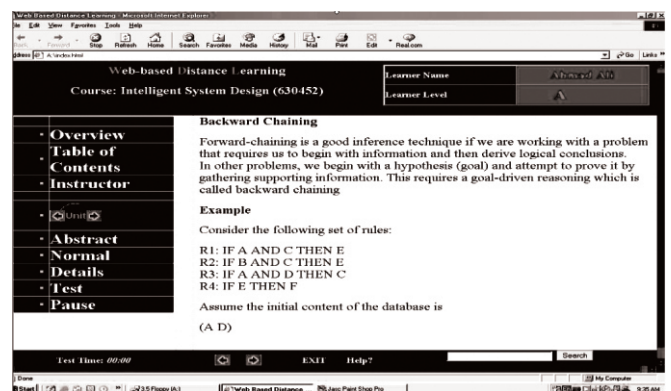 Web Based Distance Learning - Microsoft Internet Explorer
File Edit View Favorites Tools Help
Back Forward Stop Refresh Home Search Favorites Media History Mail Print Edit Real.com
Address A:\index.html Go Links
Web-based Distance Learning
Course: Intelligent System Design (630452)
Learner Name Ahmad Ali
Learner Level A
Overview
Table of
Contents
Instructor
Unit
Abstract
Normal
Details
Test
Pause
Backward Chaining
Forward-chaining is a good inference technique if we are working with a problem
that requires us to begin with information and then derive logical conclusions.
In other problems, we begin with a hypothesis (goal) and attempt to prove it by
gathering supporting information. This requires a goal-driven reasoning which is
called backward chaining
Example
Consider the following set of rules:
R1: IF A AND C THEN E
R2: IF B AND C THEN E
R3: IF A AND D THEN C
R4: IF E THEN F
Assume the initial content of the database is
(A D)
Test Time: 00:00 EXIT Help? Search
Done My Computer
Start 3.5 Floppy (A:) Web Based Distance Jasc Paint Shop Pro 9:35 AM